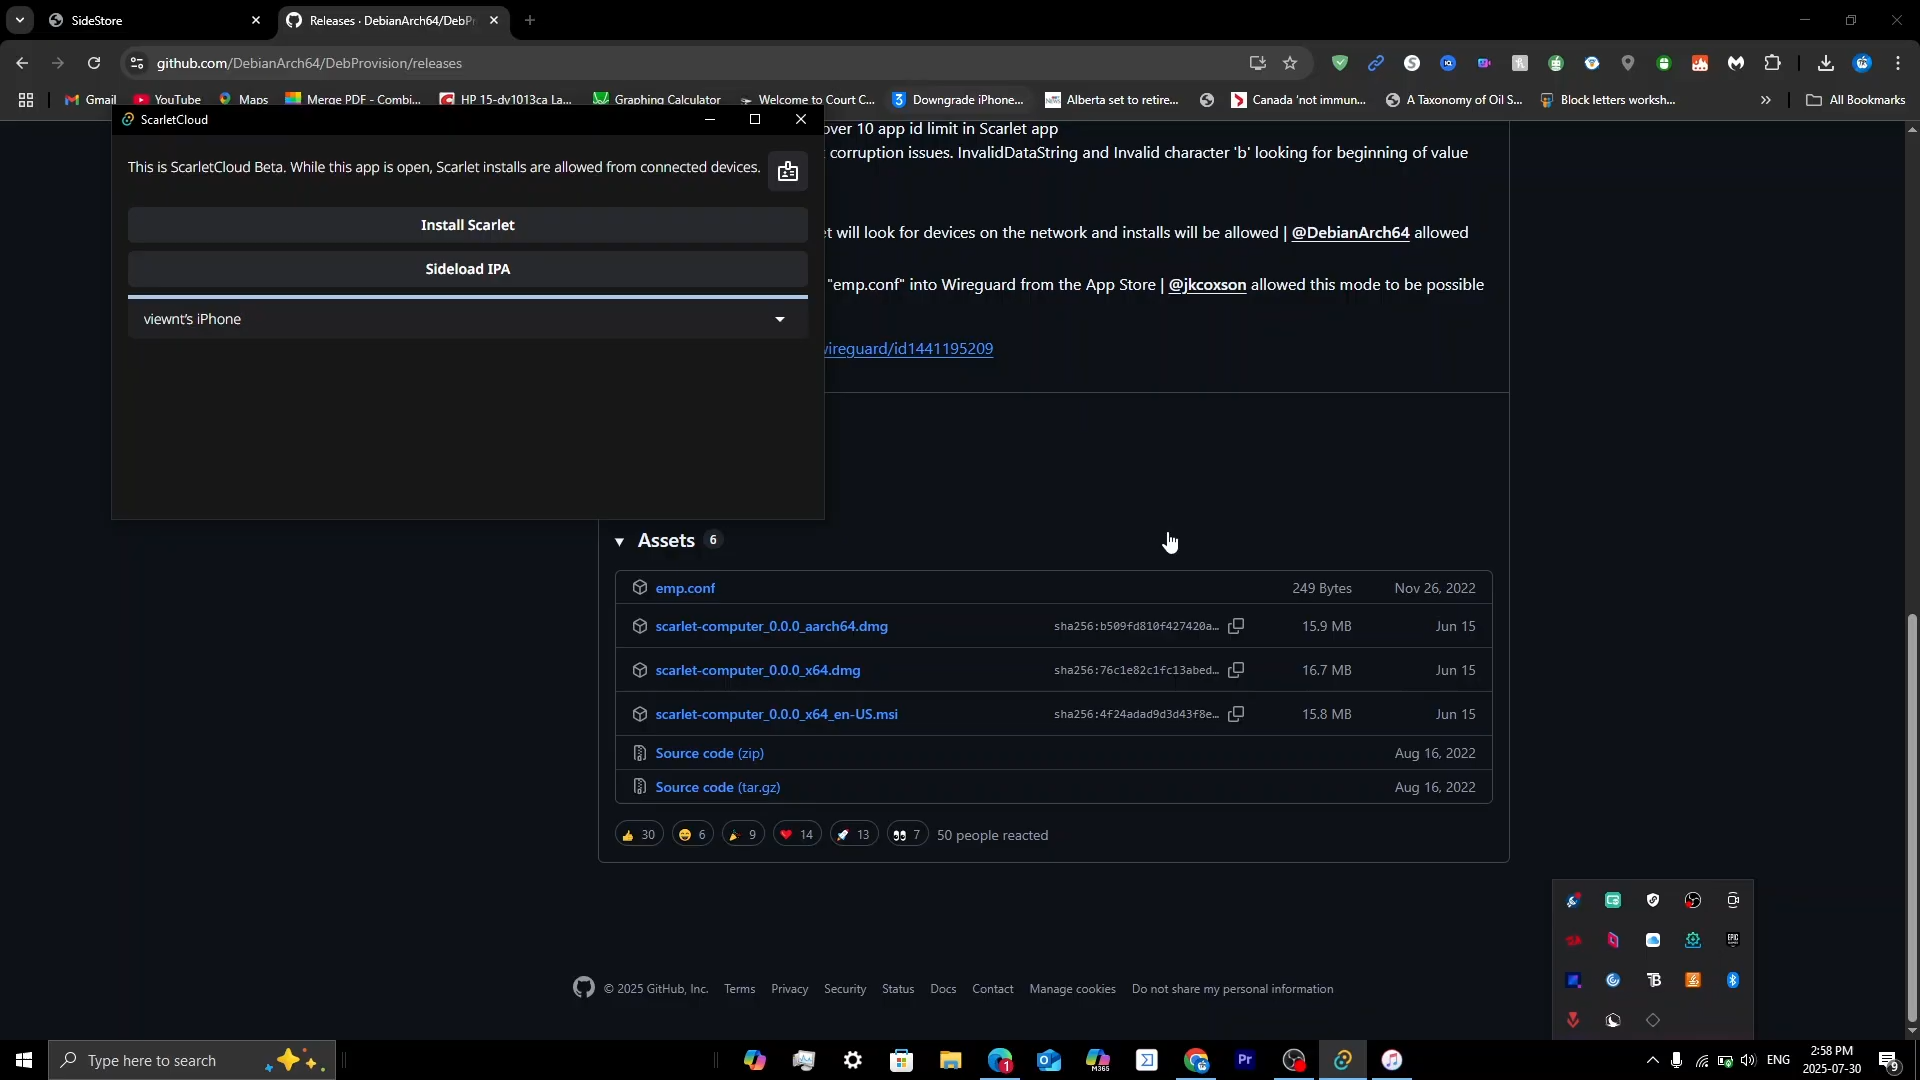 SideStore
Releases · DebianArch64/DebPr
github.com/DebianArch64/DebProvision/releases
Gmail
YouTube
Maps
Merge PDF - Combi...
HP 15-dy1013ca La...
Graphing Calculator
Welcome to Court C...
Downgrade iPhone...
Alberta set to retire...
Canada 'not immun...
A Taxonomy of Oil S...
Block letters worksh...
All Bookmarks
ScarletCloud
over 10 app id limit in Scarlet app
This is ScarletCloud Beta. While this app is open, Scarlet installs are allowed from connected devices.
corruption issues. InvalidDataString and Invalid character 'b' looking for beginning of value
Install Scarlet
t will look for devices on the network and installs will be allowed | @DebianArch64 allowed
Sideload IPA
"emp.conf" into Wireguard from the App Store | @jkcoxson allowed this mode to be possible
viewnt's iPhone
wireguard/id1441195209
Assets 6
emp.conf 249 Bytes Nov 26, 2022
scarlet-computer_0.0.0_aarch64.dmg sha256:b509fd810f427420a... 15.9 MB Jun 15
scarlet-computer_0.0.0_x64.dmg sha256:76c1e82c1fc13abed... 16.7 MB Jun 15
scarlet-computer_0.0.0_x64_en-US.msi sha256:4f24adad9d3d43f8e... 15.8 MB Jun 15
Source code (zip) Aug 16, 2022
Source code (tar.gz) Aug 16, 2022
30 6 9 14 13 7 50 people reacted
© 2025 GitHub, Inc. Terms Privacy Security Status Docs Contact Manage cookies Do not share my personal information
Type here to search
ENG
2:58 PM
2025-07-30